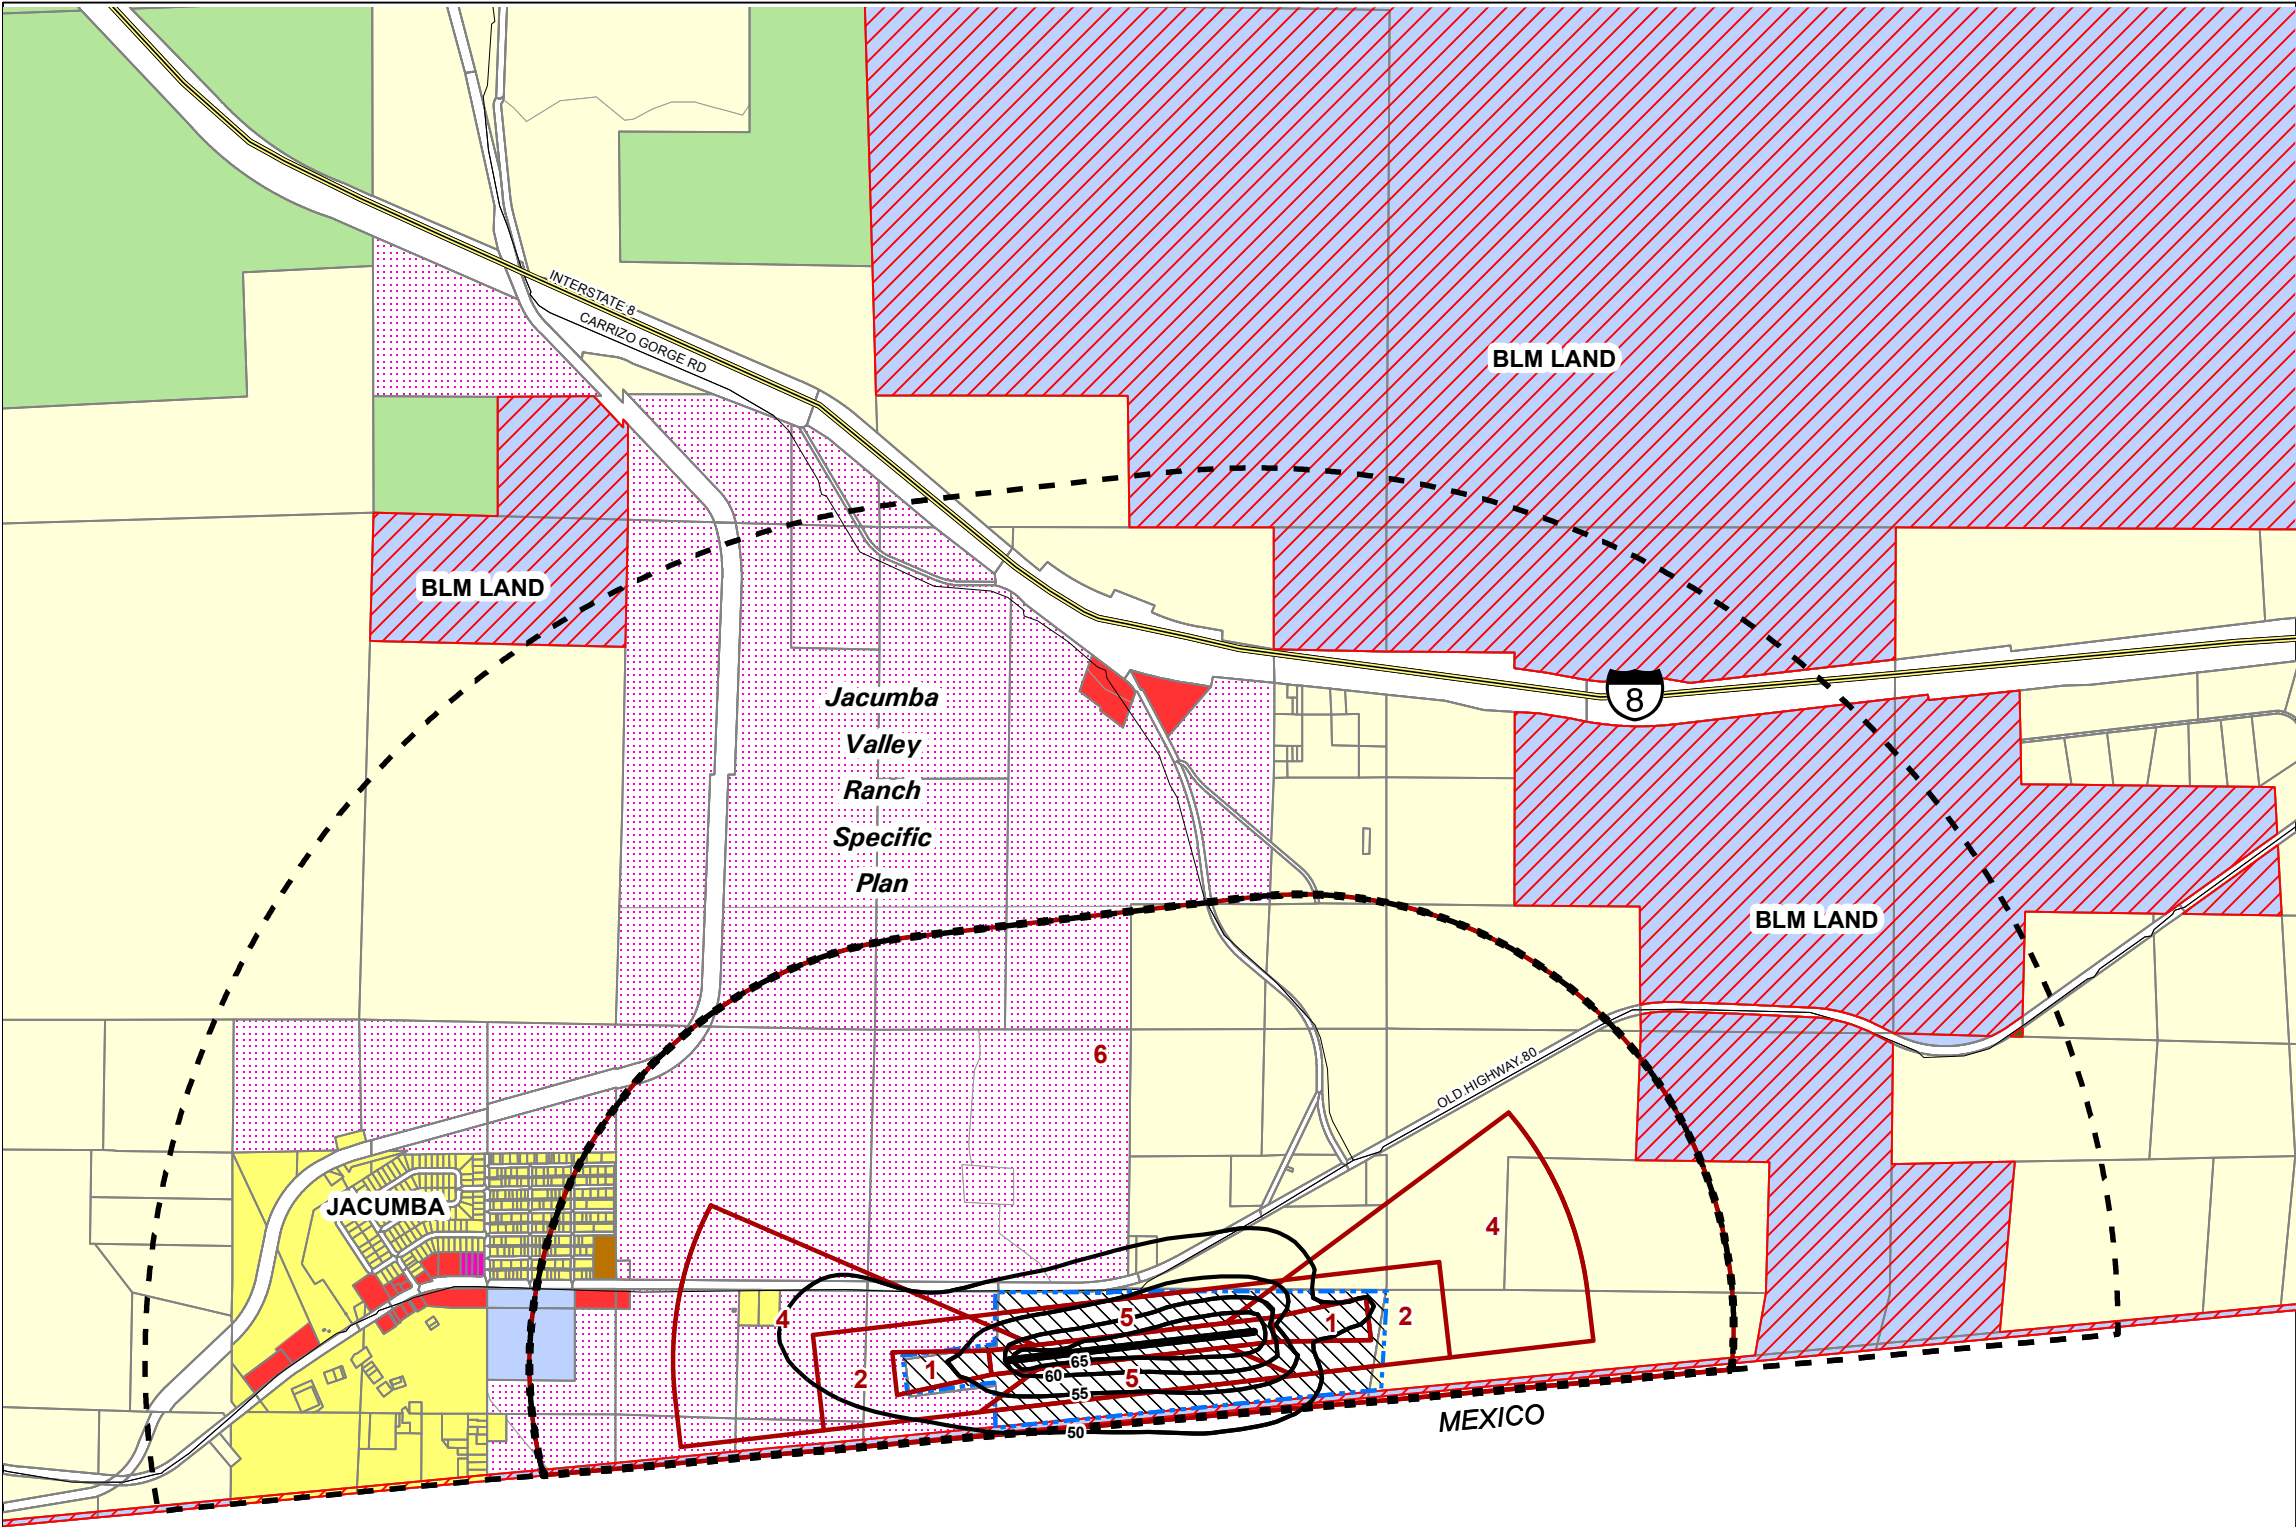 INTERSTATE 8
CARRIZO GORGE RD
BLM LAND
BLM LAND
8
Jacumba
Valley
Ranch
Specific
Plan
BLM LAND
6
OLD HIGHWAY 80
JACUMBA
4
4
5
1
2
1
2
5
65
60
55
50
MEXICO